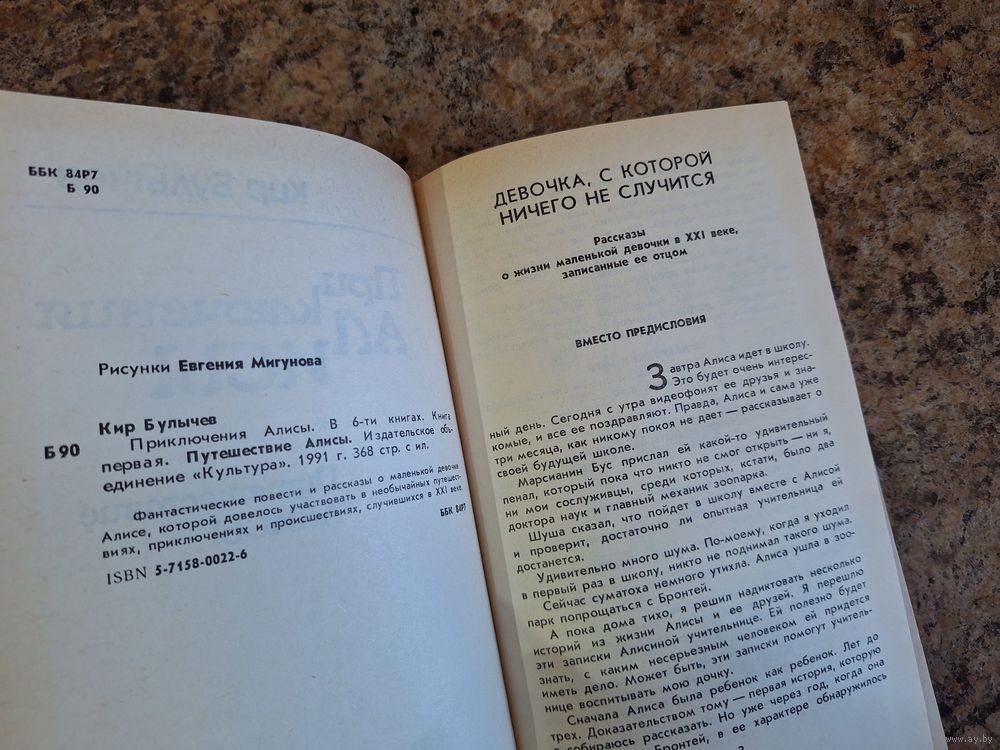 ББК 84Р7
Б 90
Рисунки Евгения Мигунова
Кир Булычев
Б 90
Приключения Алисы. В 6-ти книгах. Книга
первая. Путешествие Алисы. Издательское объ-
единение «Культура». 1991 г. 368 стр. с ил.
Фантастические повести и рассказы о маленькой девочке
Алисе, которой довелось участвовать в необычайных путешест-
виях, приключениях и происшествиях, случившихся в XXI веке.
ББК 84Р7
ISBN 5-7158-0022-6
ДЕВОЧКА, С КОТОРОЙ
НИЧЕГО НЕ СЛУЧИТСЯ
Рассказы
о жизни маленькой девочки в XXI веке,
записанные ее отцом
ВМЕСТО ПРЕДИСЛОВИЯ
Завтра Алиса идет в школу.
Это будет очень интерес-
ный день. Сегодня с утра видеофонят ее друзья и зна-
комые, и все ее поздравляют. Правда, Алиса и сама уже
три месяца, как никому покоя не дает — рассказывает о
своей будущей школе.
Марсианин Бус прислал ей какой-то удивительный
пенал, который пока что никто не смог открыть — ни я,
ни мои сослуживцы, среди которых, кстати, было два
доктора наук и главный механик зоопарка.
Шуша сказал, что пойдет в школу вместе с Алисой
и проверит, достаточно ли опытная учительница ей
достанется.
Удивительно много шума. По-моему, когда я уходил
в первый раз в школу, никто не поднимал такого шума.
Сейчас суматоха немного утихла. Алиса ушла в зоо-
парк попрощаться с Бронтей.
А пока дома тихо, я решил надиктовать несколько
историй из жизни Алисы и ее друзей. Я перешлю
эти записки Алисиной учительнице. Ей полезно будет
знать, с каким несерьезным человеком ей придется
иметь дело. Может быть, эти записки помогут учитель-
нице воспитывать мою дочку.
Сначала Алиса была ребенок как ребенок. Лет до
трех. Доказательством тому — первая история, которую
собираюсь рассказать. Но уже через год, когда она
Бронтей, в ее характере обнаружилось
www.ay.by